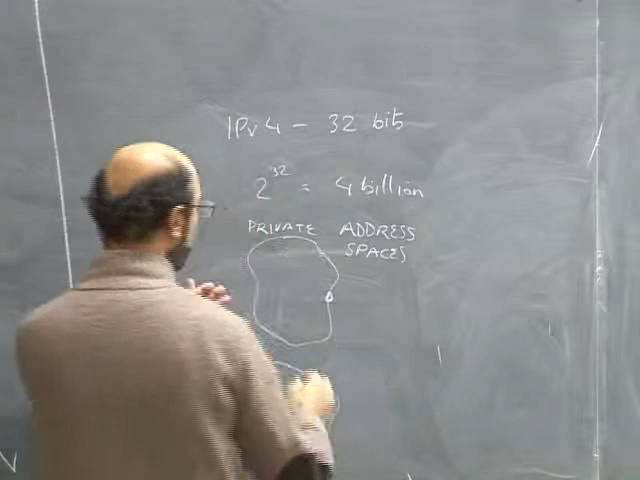 IPv4 - 32 bit
2^32 = 4 billion
PRIVATE ADDRESS
SPACES